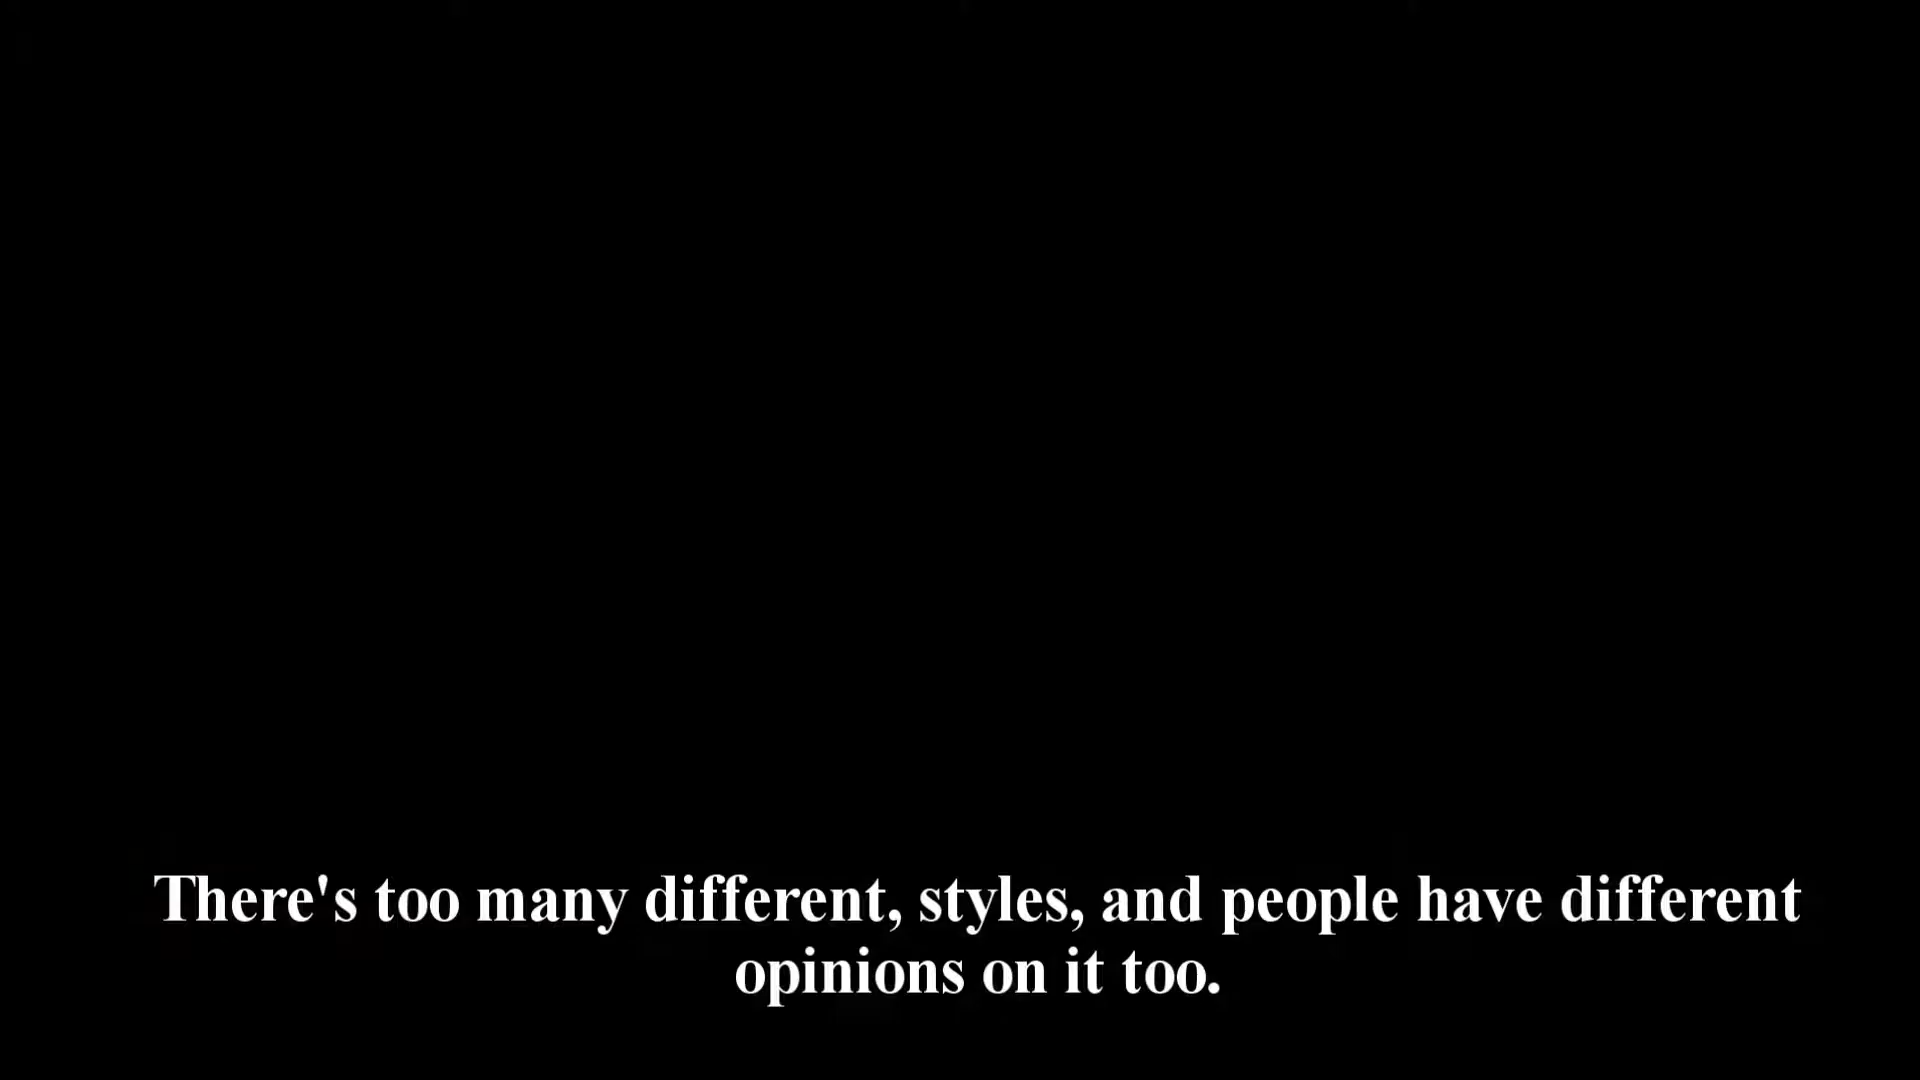 There's too many different, styles, and people have different
opinions on it too.